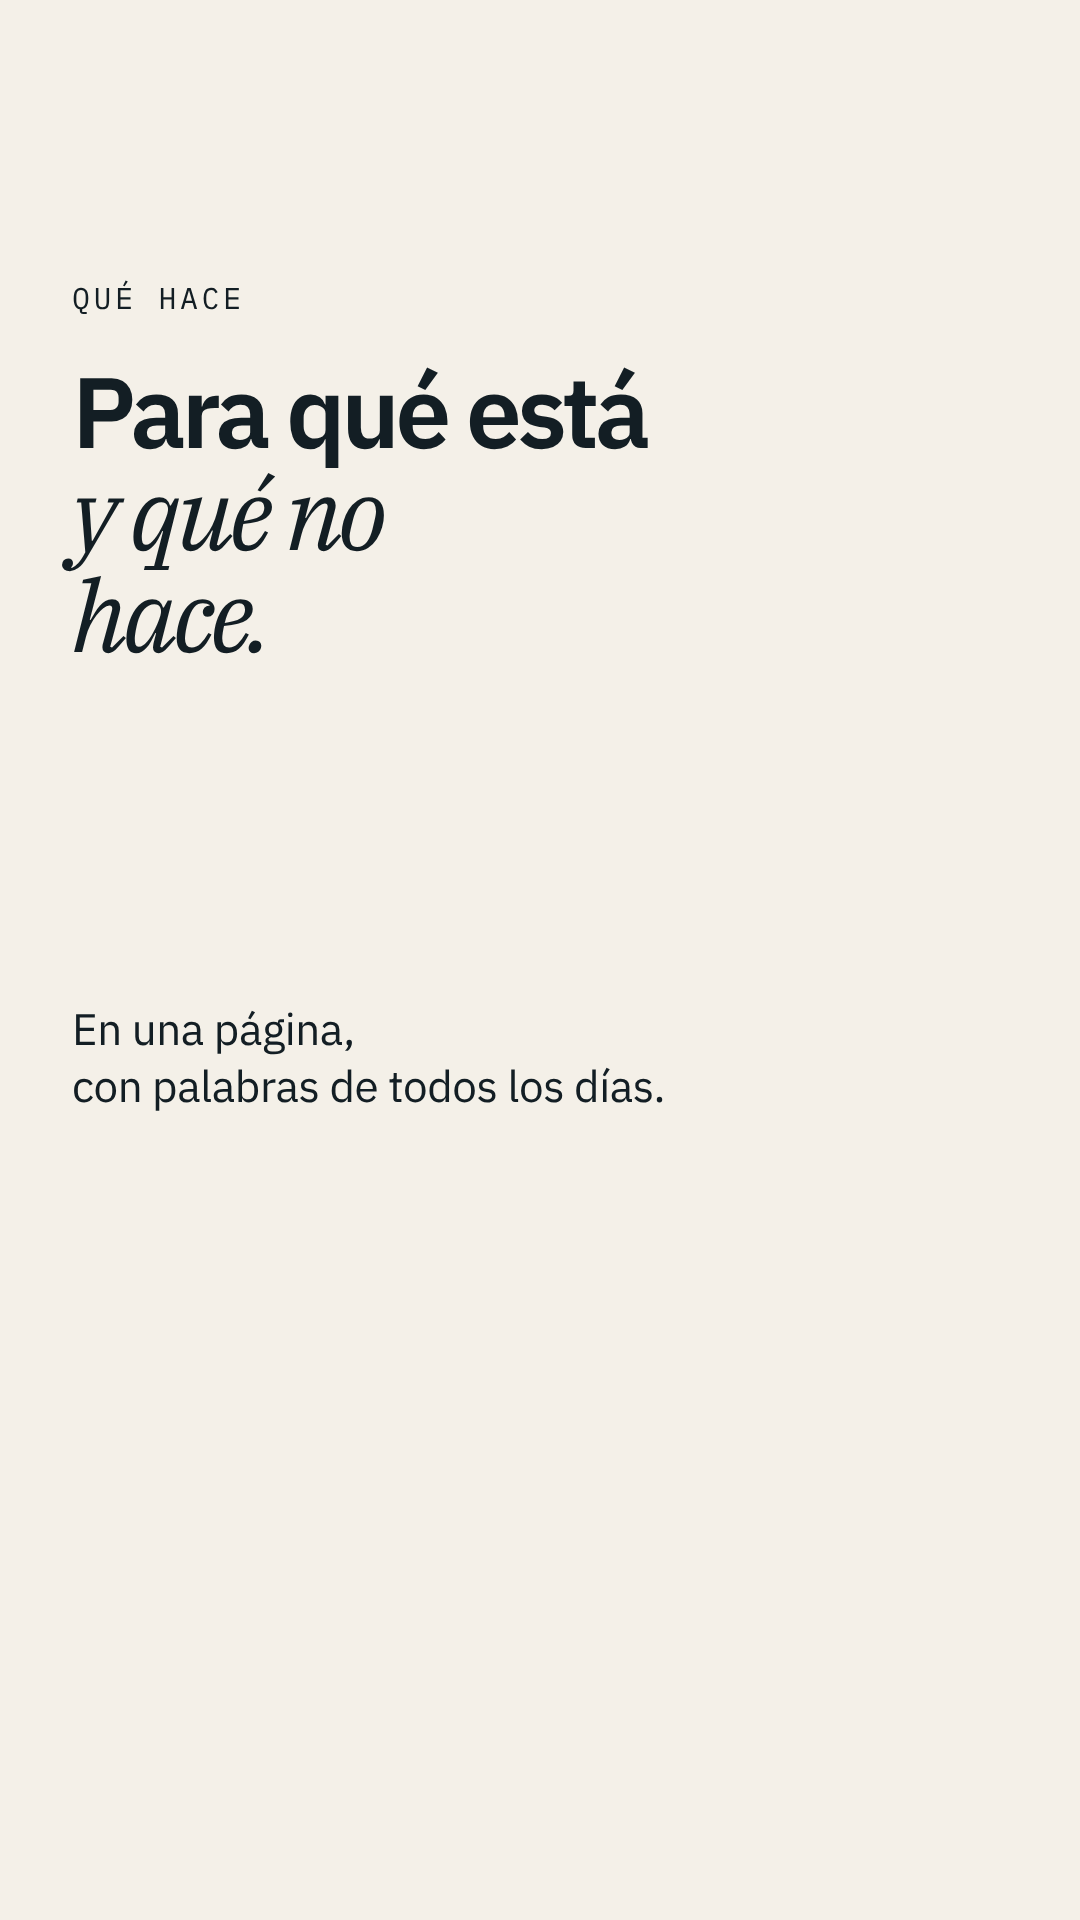 QUÉ HACE
Para qué está
y qué no
hace.
En una página,
con palabras de todos los días.